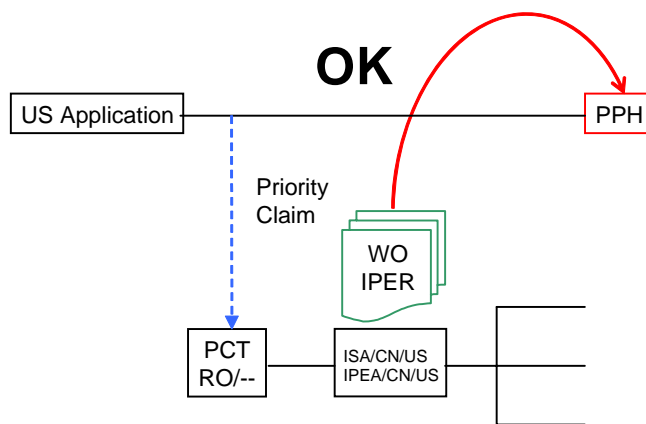 OK
US Application
PPH
Priority
Claim
WO
IPER
PCT
RO/--
ISA/CN/US
IPEA/CN/US